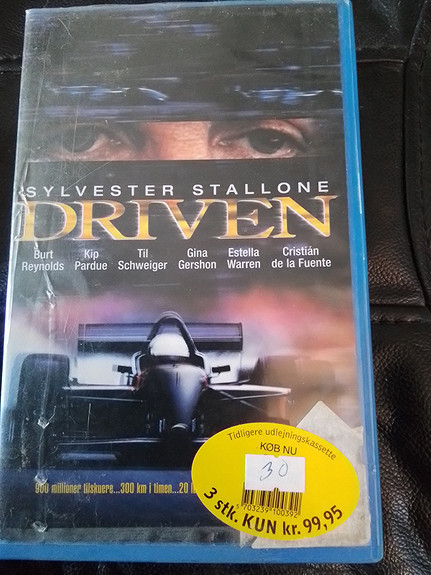 SYLVESTER STALLONE
DRIVEN
Burt Reynolds
Kip Pardue
Til Schweiger
Gina Gershon
Estella Warren
Cristián de la Fuente
900 millioner tilskuere...300 km i timen...20
Tidligere udlejningskassette
KØB NU
30
5703239100392
3 stk. KUN kr. 99,95